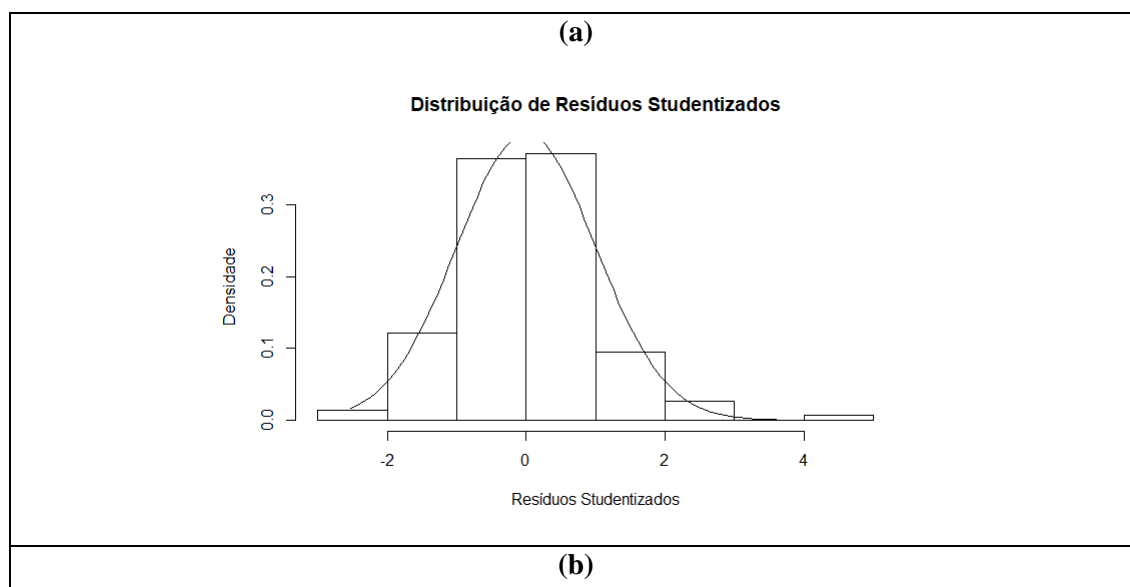 (a)
Distribuição de Resíduos Studentizados
Densidade
0.3
0.2
0.1
0.0
-2 0 2 4
Resíduos Studentizados
(b)